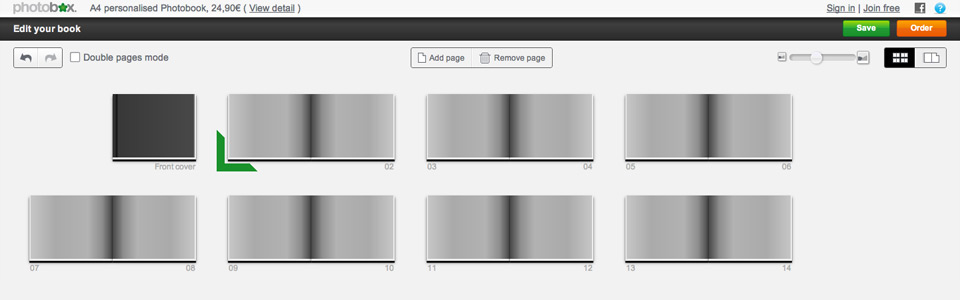 photobox. A4 personalised Photobook, 24,90€ ( View detail ) Sign in | Join free f ?
Edit your book Save Order
Double pages mode Add page Remove page
Front cover 02 03 04 05 06
07 08 09 10 11 12 13 14